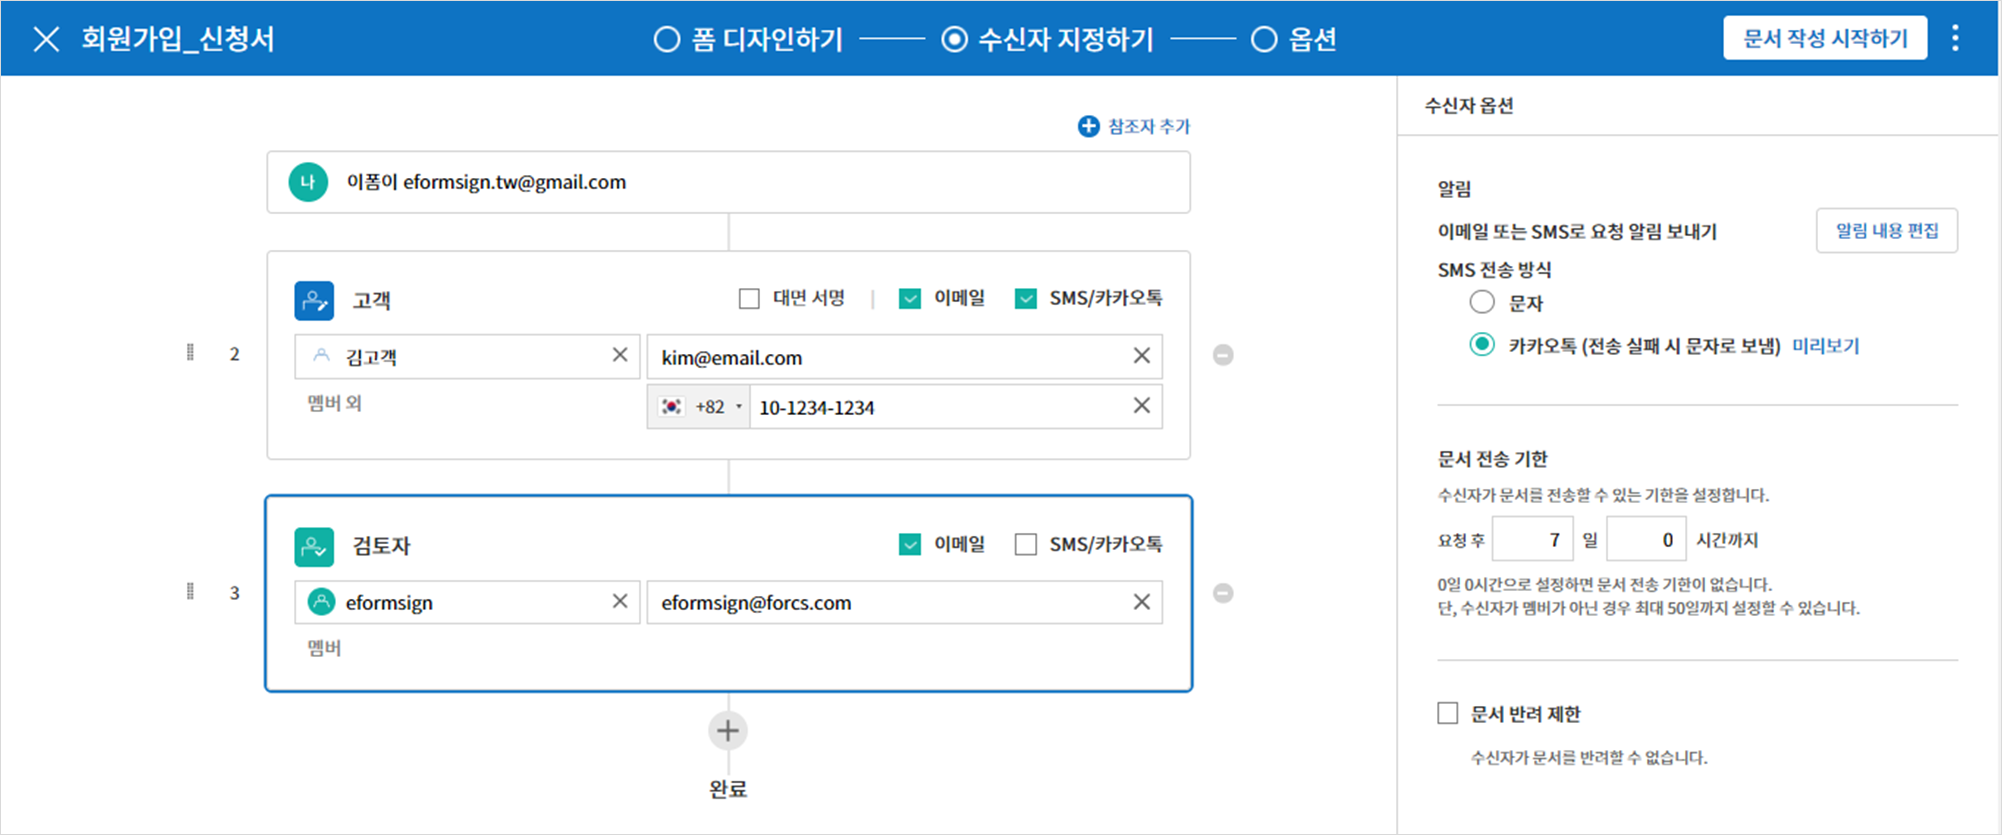 회원가입_신청서
폼 디자인하기
수신자 지정하기
옵션
문서 작성 시작하기
참조자 추가
나 이폼이 eformsign.tw@gmail.com
고객
대면 서명 | 이메일 SMS/카카오톡
2
김고객
kim@email.com
멤버 외
+82 10-1234-1234
검토자
이메일 SMS/카카오톡
3
eformsign
eformsign@forcs.com
멤버
완료
수신자 옵션
알림
이메일 또는 SMS로 요청 알림 보내기
알림 내용 편집
SMS 전송 방식
문자
카카오톡 (전송 실패 시 문자로 보냄) 미리보기
문서 전송 기한
수신자가 문서를 전송할 수 있는 기한을 설정합니다.
요청 후 7 일 0 시간까지
0일 0시간으로 설정하면 문서 전송 기한이 없습니다.
단, 수신자가 멤버가 아닌 경우 최대 50일까지 설정할 수 있습니다.
문서 반려 제한
수신자가 문서를 반려할 수 없습니다.